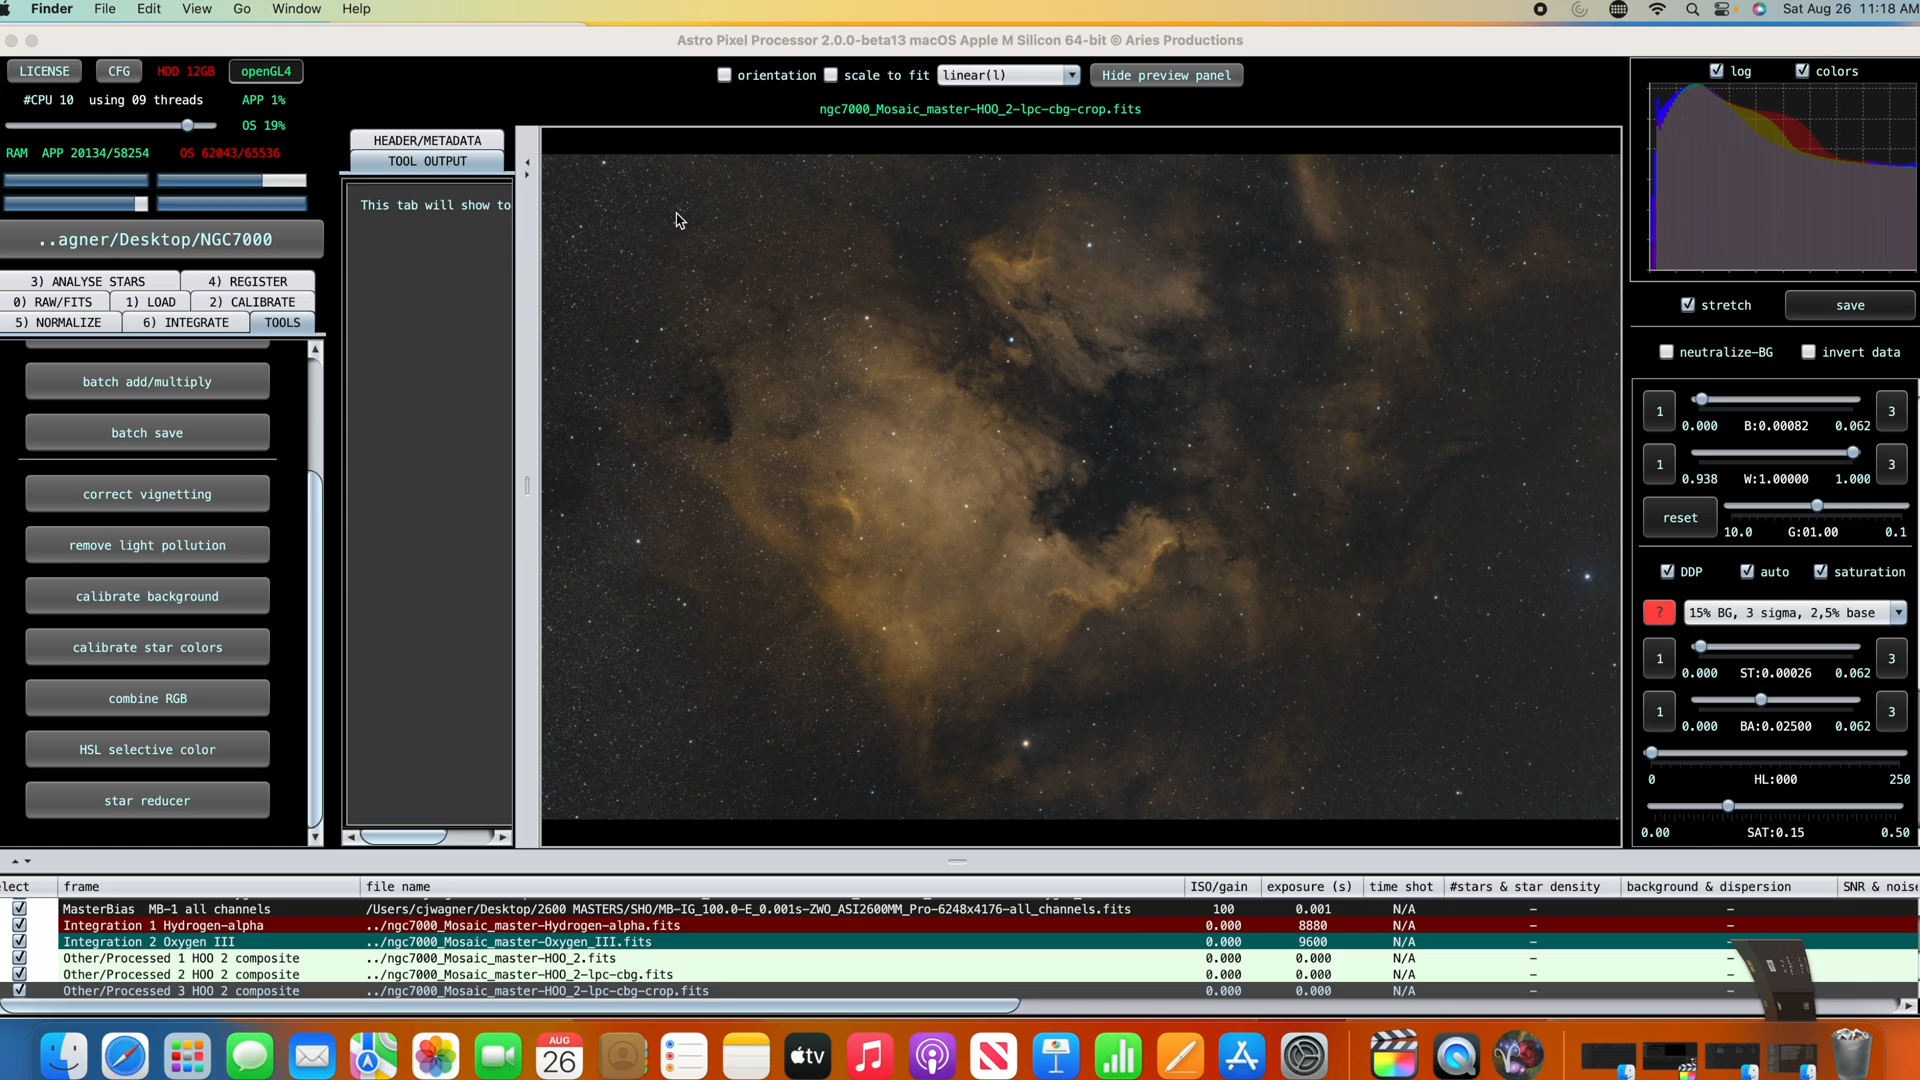 Finder File Edit View Go Window Help Sat Aug 26 11:18 AM
Astro Pixel Processor 2.0.0-beta13 macOS Apple M Silicon 64-bit © Aries Productions
LICENSE CFG HDD 12GB openGL4
#CPU 10 using 09 threads APP 1%
OS 19%
RAM APP 20134/58254 OS 62043/65536
..agner/Desktop/NGC7000
3) ANALYSE STARS 4) REGISTER
0) RAW/FITS 1) LOAD 2) CALIBRATE
5) NORMALIZE 6) INTEGRATE TOOLS
batch add/multiply
batch save
correct vignetting
remove light pollution
calibrate background
calibrate star colors
combine RGB
HSL selective color
star reducer
HEADER/METADATA
TOOL OUTPUT
This tab will show to
orientation scale to fit linear(l) Hide preview panel
ngc7000_Mosaic_master-HOO_2-lpc-cbg-crop.fits
log colors
stretch save
neutralize-BG invert data
1 3
0.000 B:0.00082 0.062
1 3
0.938 W:1.00000 1.000
reset
10.0 G:01.00 0.1
DDP auto saturation
? 15% BG, 3 sigma, 2,5% base
1 3
0.000 ST:0.00026 0.062
1 3
0.000 BA:0.02500 0.062
0 HL:000 250
0.00 SAT:0.15 0.50
lect frame file name ISO/gain exposure (s) time shot #stars & star density background & dispersion SNR & noise
MasterBias MB-1 all channels /Users/cjwagner/Desktop/2600 MASTERS/SHO/MB-IG_100.0-E_0.001s-ZWO_ASI2600MM_Pro-6248x4176-all_channels.fits 100 0.001 N/A – –
Integration 1 Hydrogen-alpha ../ngc7000_Mosaic_master-Hydrogen-alpha.fits 0.000 8880 N/A – –
Integration 2 Oxygen III ../ngc7000_Mosaic_master-Oxygen_III.fits 0.000 9600 N/A – –
Other/Processed 1 HOO 2 composite ../ngc7000_Mosaic_master-HOO_2.fits 0.000 0.000 N/A – –
Other/Processed 2 HOO 2 composite ../ngc7000_Mosaic_master-HOO_2-lpc-cbg.fits 0.000 0.000 N/A – –
Other/Processed 3 HOO 2 composite ../ngc7000_Mosaic_master-HOO_2-lpc-cbg-crop.fits 0.000 0.000 N/A – –
AUG
26
tv